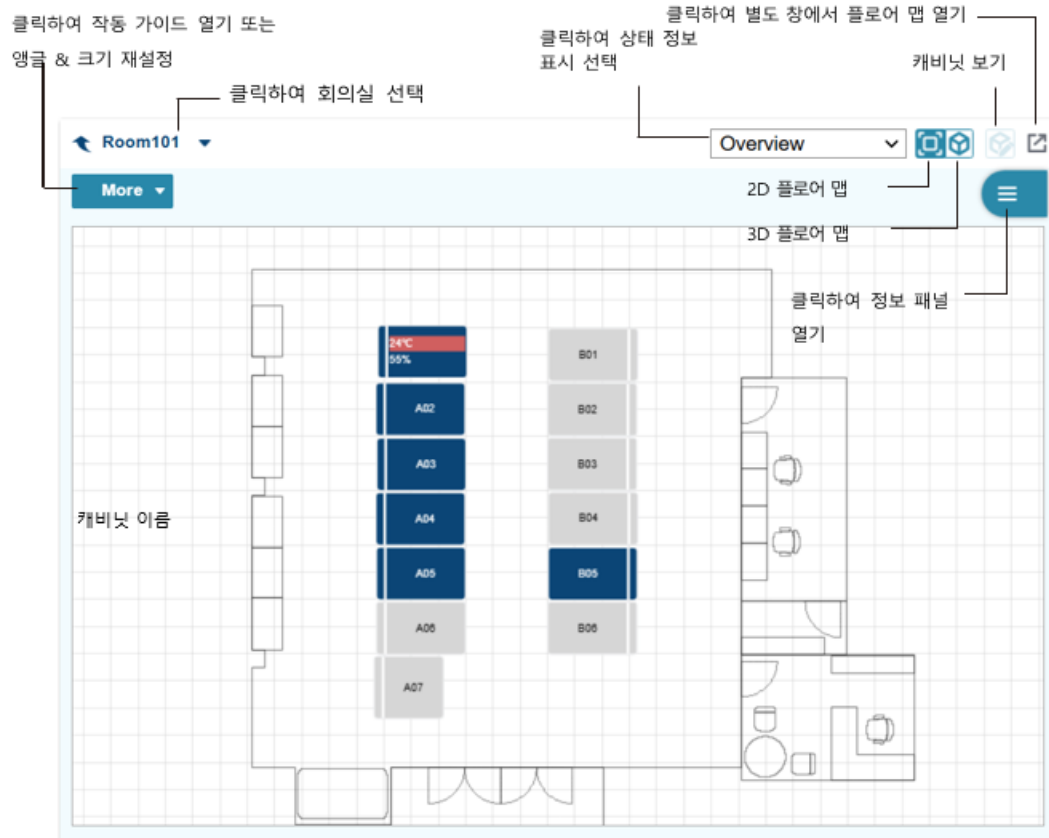 클릭하여 작동 가이드 열기 또는
앵글 & 크기 재설정
클릭하여 회의실 선택
클릭하여 상태 정보
표시 선택
클릭하여 별도 창에서 플로어 맵 열기
캐비닛 보기
Room101
Overview
More
2D 플로어 맵
3D 플로어 맵
클릭하여 정보 패널
열기
24℃
55%
B01
A02
B02
A03
B03
캐비닛 이름
A04
B04
A05
B05
A06
B06
A07